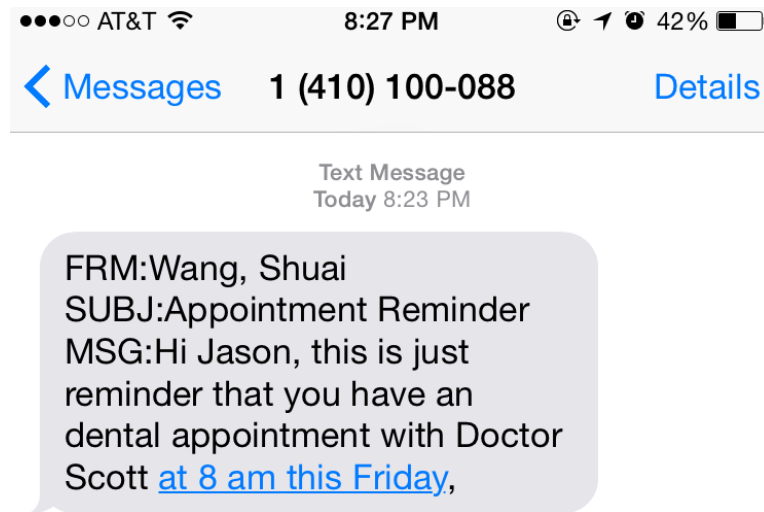 AT&T 8:27 PM 42%
Messages 1 (410) 100-088 Details
Text Message
Today 8:23 PM
FRM:Wang, Shuai
SUBJ:Appointment Reminder
MSG:Hi Jason, this is just
reminder that you have an
dental appointment with Doctor
Scott at 8 am this Friday,